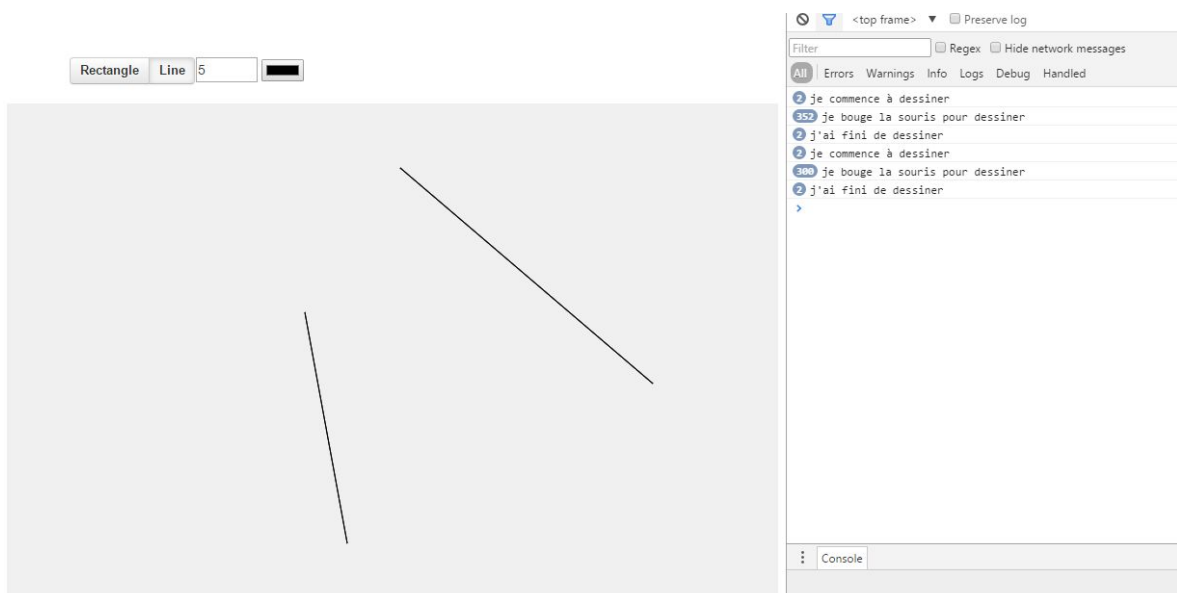 <top frame> ▼ Preserve log
Filter Regex Hide network messages
All Errors Warnings Info Logs Debug Handled
Rectangle Line 5
2 je commence à dessiner
352 je bouge la souris pour dessiner
2 j'ai fini de dessiner
2 je commence à dessiner
300 je bouge la souris pour dessiner
2 j'ai fini de dessiner
>
Console